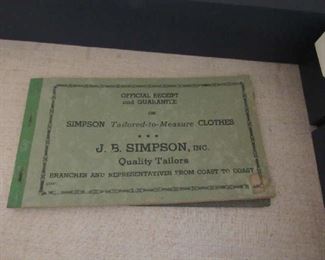 OFFICIAL RECEIPT
and GUARANTEE
on
SIMPSON Tailored-to-Measure CLOTHES
* * *
J. B. SIMPSON, INC.
Quality Tailors
BRANCHES AND REPRESENTATIVES FROM COAST TO COAST